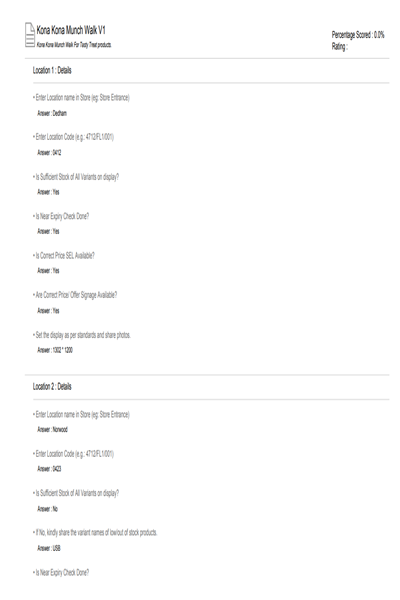 Kona Kona Munch Walk V1
Kona Kona Munch Walk For Tasty Treat products.
Percentage Scored : 0.0%
Rating :
Location 1 : Details
• Enter Location name in Store (eg: Store Entrance)
Answer : Dedham
• Enter Location Code (e.g.: 4712/FL1/001)
Answer : 0412
• Is Sufficient Stock of All Variants on display?
Answer : Yes
• Is Near Expiry Check Done?
Answer : Yes
• Is Correct Price SEL Available?
Answer : Yes
• Are Correct Price/ Offer Signage Available?
Answer : Yes
• Set the display as per standards and share photos.
Answer : 1302 * 1200
Location 2 : Details
• Enter Location name in Store (eg: Store Entrance)
Answer : Norwood
• Enter Location Code (e.g.: 4712/FL1/001)
Answer : 0423
• Is Sufficient Stock of All Variants on display?
Answer : No
• If No, kindly share the variant names of low/out of stock products.
Answer : USB
• Is Near Expiry Check Done?